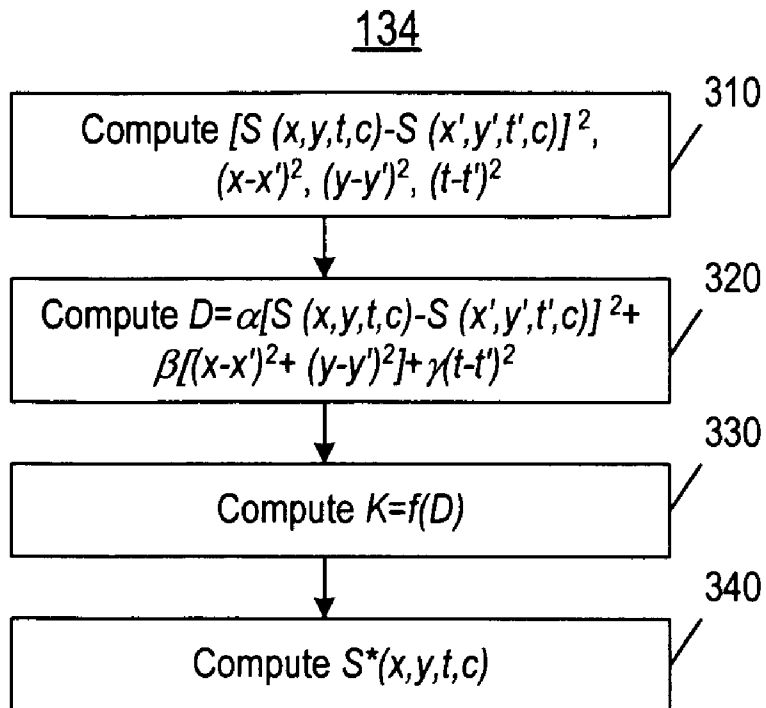 134
310
Compute [S (x,y,t,c)-S (x',y',t',c)] ²,
(x-x')², (y-y')², (t-t')²
320
Compute D=α[S (x,y,t,c)-S (x',y',t',c)] ²+
β[(x-x')²+ (y-y')²]+γ(t-t')²
330
Compute K=f(D)
340
Compute S*(x,y,t,c)